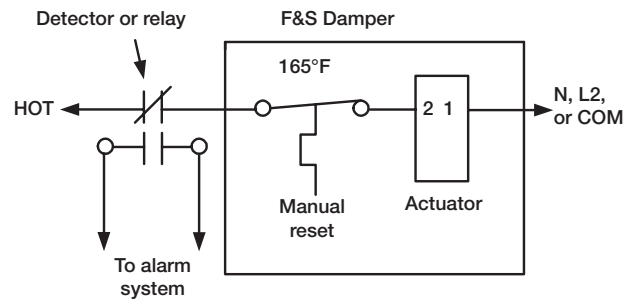 Detector or relay
F&S Damper
165°F
HOT
2 1
N, L2,
or COM
Manual
reset
Actuator
To alarm
system